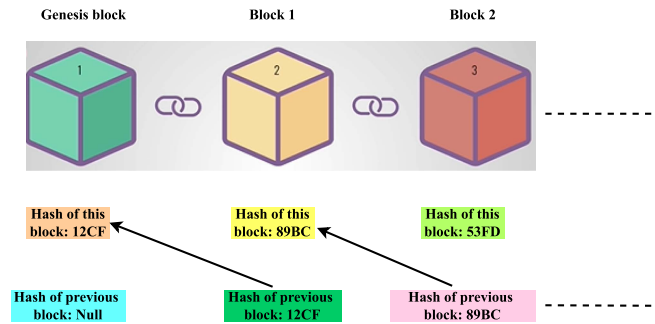 Genesis block
Block 1
Block 2
1
2
3
Hash of this
block: 12CF
Hash of this
block: 89BC
Hash of this
block: 53FD
Hash of previous
block: Null
Hash of previous
block: 12CF
Hash of previous
block: 89BC